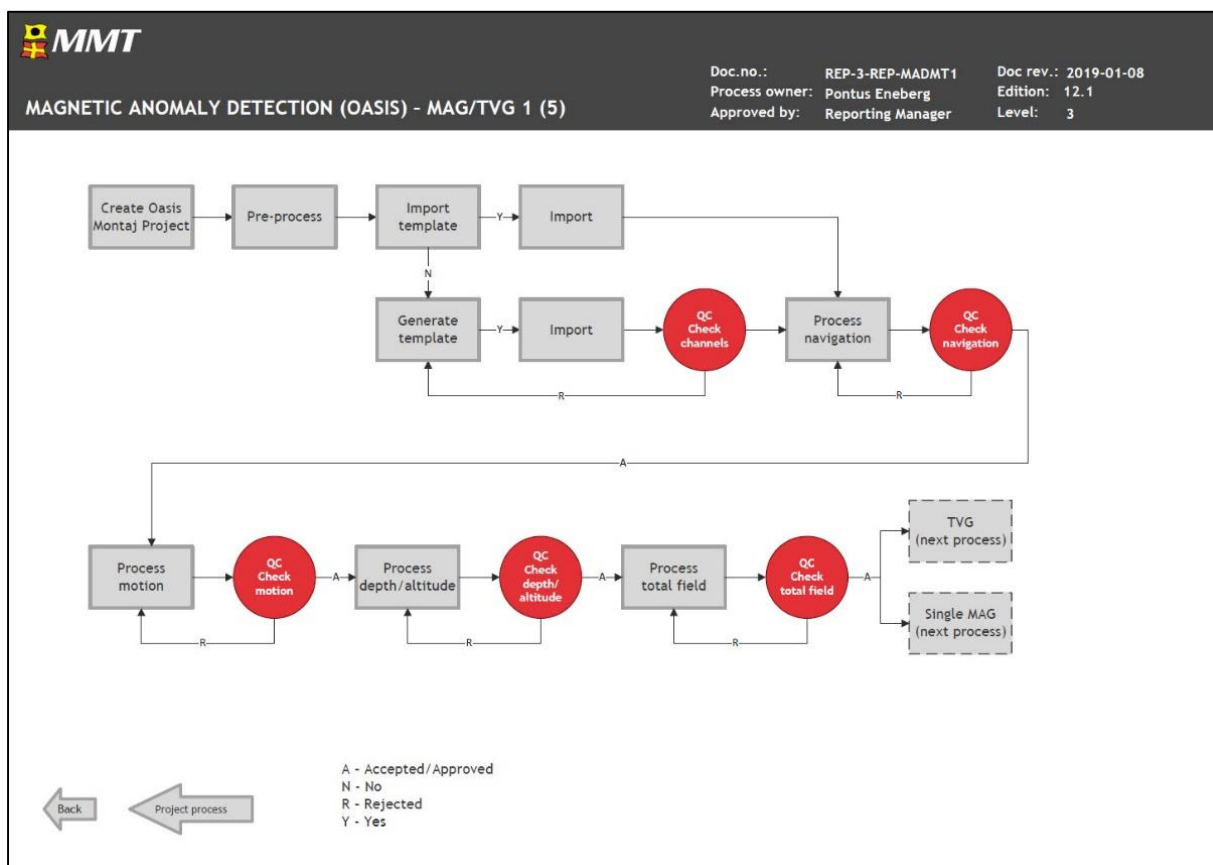 MMT
Doc.no.: REP-3-REP-MADMT1 Doc rev.: 2019-01-08
Process owner: Pontus Eneberg Edition: 12.1
MAGNETIC ANOMALY DETECTION (OASIS) - MAG/TVG 1 (5)
Approved by: Reporting Manager Level: 3
Create Oasis
Montaj Project
Pre-process
Import
template
Y
Import
N
Generate
template
Y
Import
QC
Check
channels
Process
navigation
QC
Check
navigation
R
R
A
Process
motion
QC
Check
motion
A
Process
depth/altitude
QC
Check
depth/
altitude
A
Process
total field
QC
Check
total field
A
TVG
(next process)
Single MAG
(next process)
R
R
R
A - Accepted/Approved
N - No
R - Rejected
Y - Yes
Back
Project process